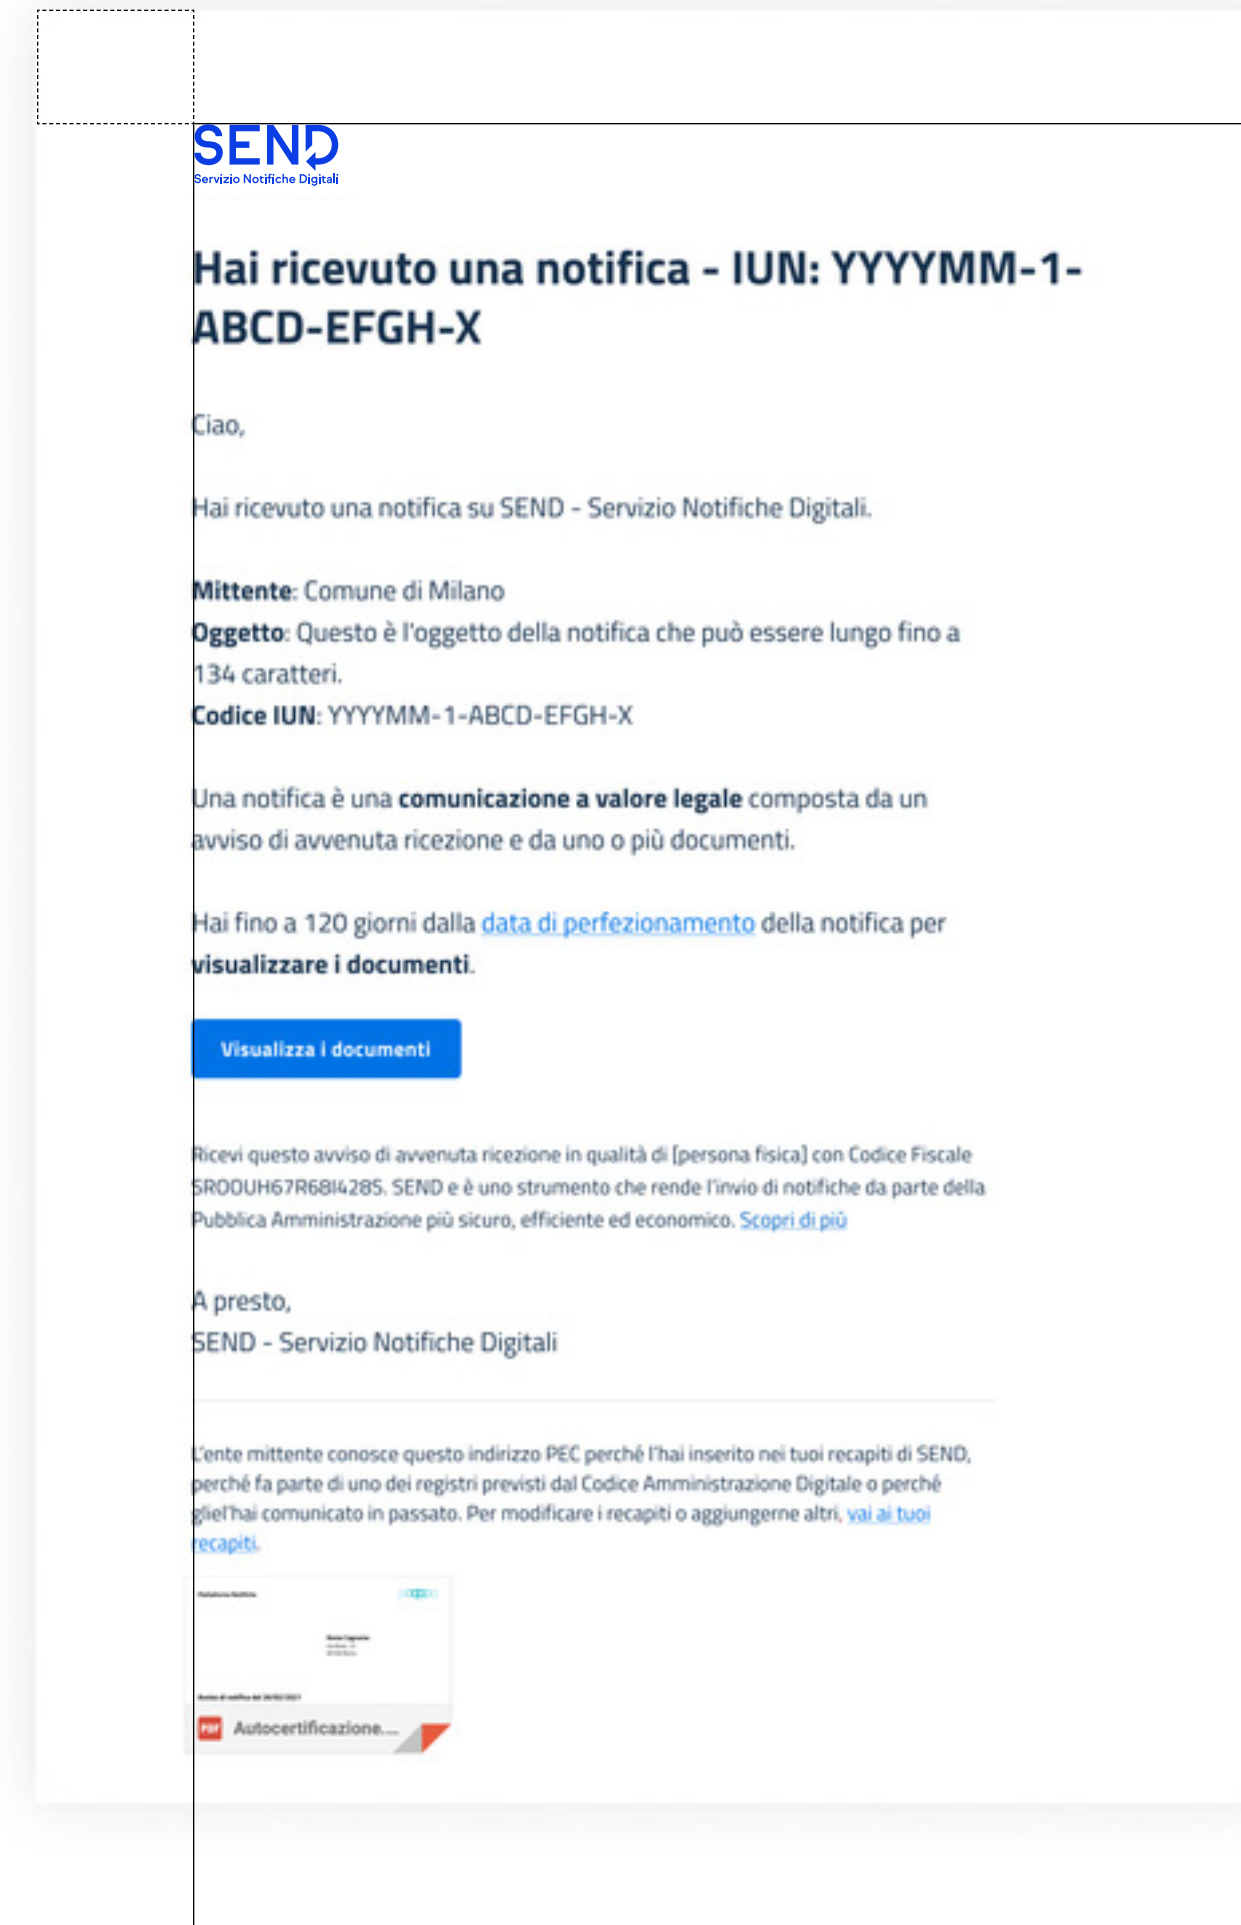 SEND
Servizio Notifiche Digitali
Hai ricevuto una notifica - IUN: YYYYMM-1-
ABCD-EFGH-X
Ciao,
Hai ricevuto una notifica su SEND - Servizio Notifiche Digitali.
Mittente: Comune di Milano
Oggetto: Questo è l'oggetto della notifica che può essere lungo fino a
134 caratteri.
Codice IUN: YYYYMM-1-ABCD-EFGH-X
Una notifica è una comunicazione a valore legale composta da un
avviso di avvenuta ricezione e da uno o più documenti.
Hai fino a 120 giorni dalla data di perfezionamento della notifica per
visualizzare i documenti.
Visualizza i documenti
Ricevi questo avviso di avvenuta ricezione in qualità di [persona fisica] con Codice Fiscale
SEND e è uno strumento che rende l'invio di notifiche da parte della
Pubblica Amministrazione più sicuro, efficiente ed economico. Scopri di più
A presto,
SEND - Servizio Notifiche Digitali
L'ente mittente conosce questo indirizzo PEC perché l'hai inserito nei tuoi recapiti di SEND,
perché fa parte di uno dei registri previsti dal Codice Amministrazione Digitale o perché
gliel'hai comunicato in passato. Per modificare i recapiti o aggiungerne altri, vai ai tuoi
recapiti.
Piattaforma Notifiche
Nome Cognome
PDF Autocertificazione....